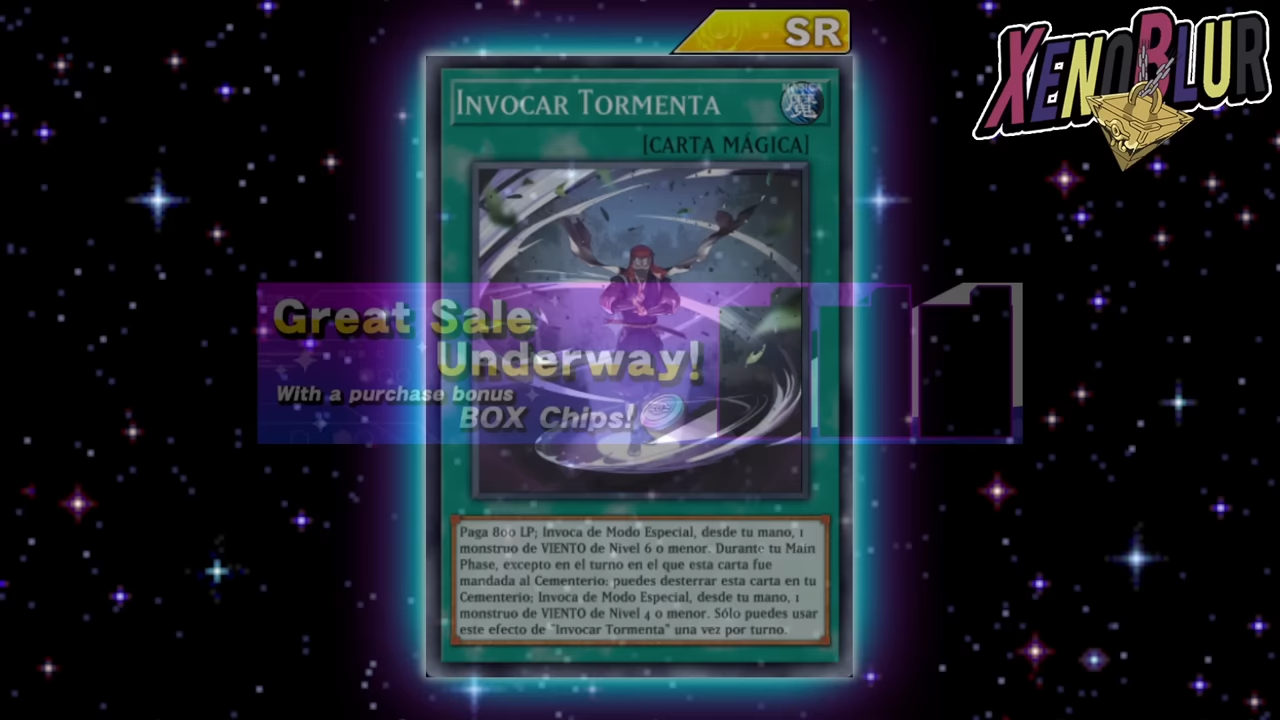 SR
XENOBLUR
INVOCAR TORMENTA
[CARTA MÁGICA]
Great Sale
Underway!
With a purchase bonus
BOX Chips!
Paga 800 LP; Invoca de Modo Especial, desde tu mano, 1
monstruo de VIENTO de Nivel 6 o menor. Durante tu Main
Phase, excepto en el turno en el que esta carta fue
mandada al Cementerio: puedes desterrar esta carta en tu
Cementerio; Invoca de Modo Especial, desde tu mano, 1
monstruo de VIENTO de Nivel 4 o menor. Sólo puedes usar
este efecto de "Invocar Tormenta" una vez por turno.